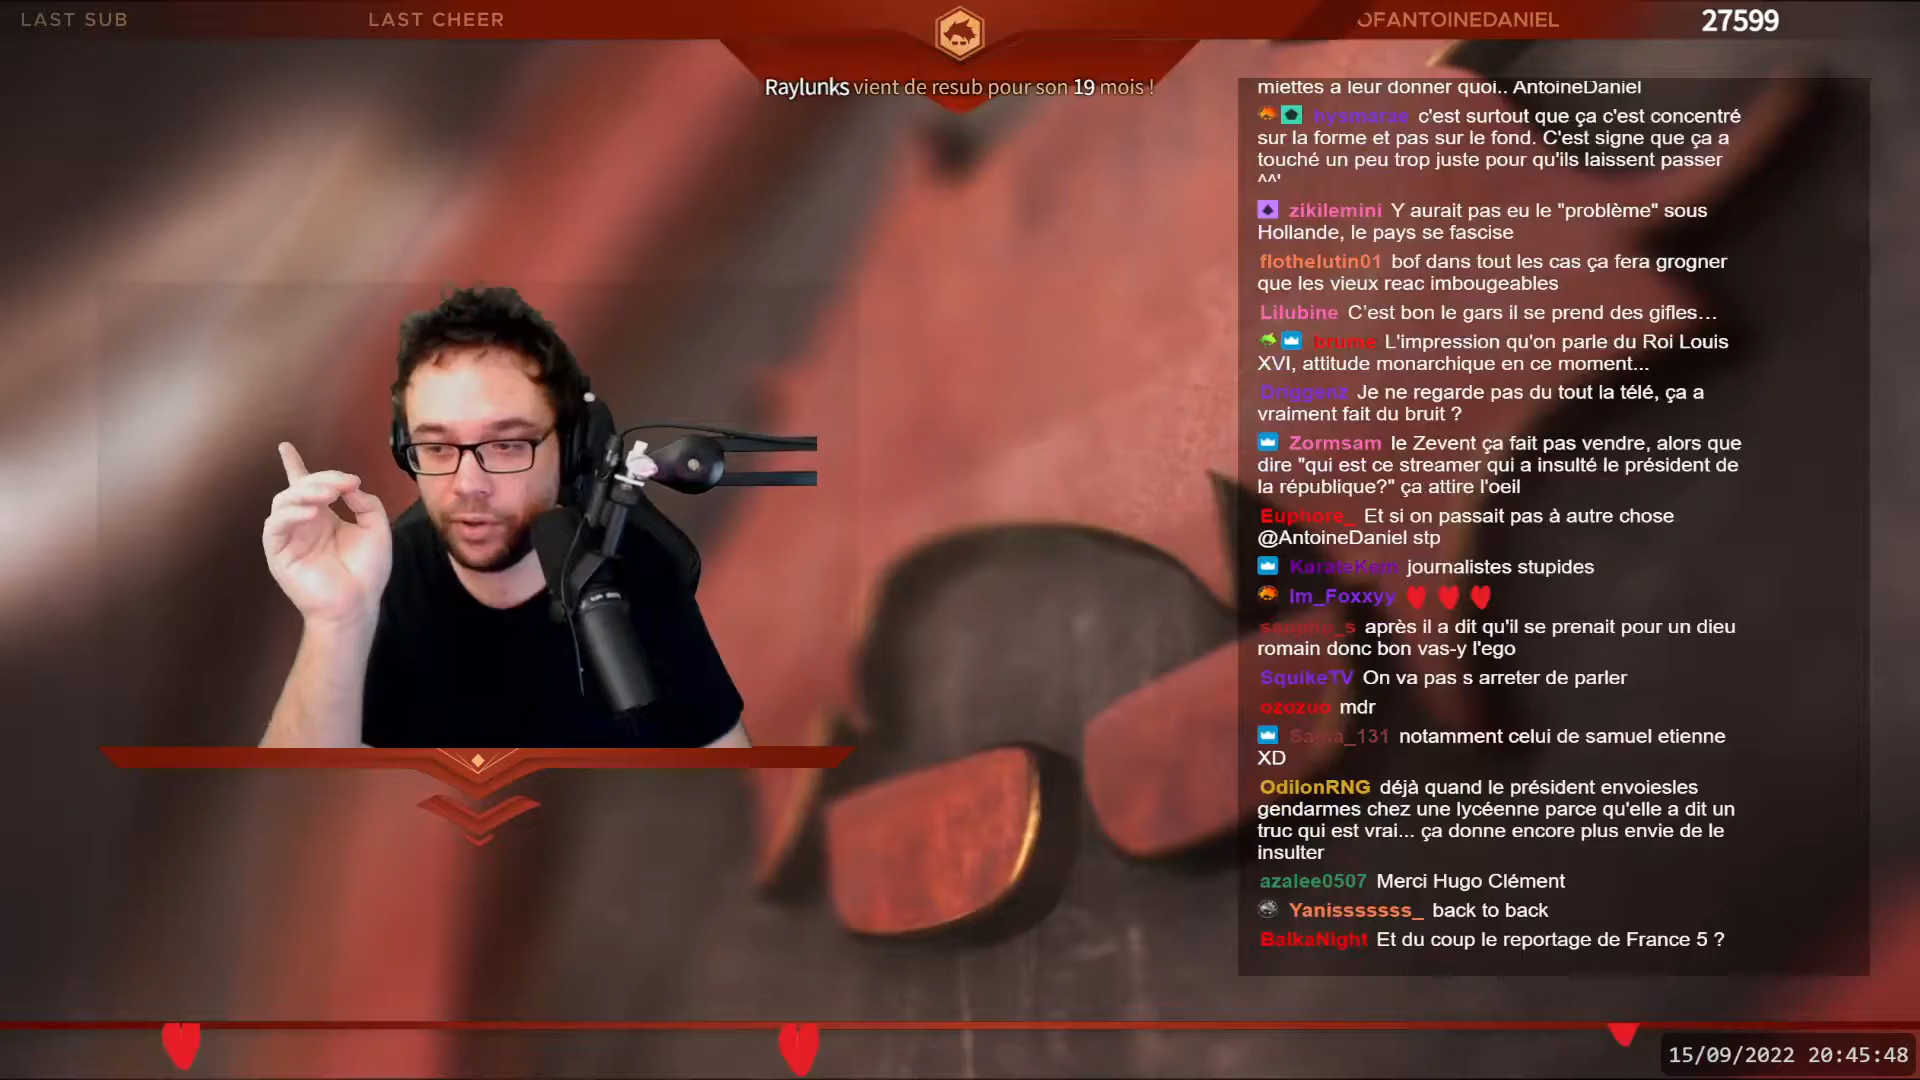 LAST SUB
LAST CHEER
OFANTOINEDANIEL
27599
Raylunks vient de resub pour son 19 mois !
miettes a leur donner quoi.. AntoineDaniel
hysmarae c'est surtout que ça c'est concentré
sur la forme et pas sur le fond. C'est signe que ça a
touché un peu trop juste pour qu'ils laissent passer
^^'
zikilemini Y aurait pas eu le "problème" sous
Hollande, le pays se fascise
flothelutin01 bof dans tout les cas ça fera grogner
que les vieux reac imbougeables
Lilubine C'est bon le gars il se prend des gifles…
brume L'impression qu'on parle du Roi Louis
XVI, attitude monarchique en ce moment...
Driggenz Je ne regarde pas du tout la télé, ça a
vraiment fait du bruit ?
Zormsam le Zevent ça fait pas vendre, alors que
dire "qui est ce streamer qui a insulté le président de
la république?" ça attire l'oeil
Euphore_ Et si on passait pas à autre chose
@AntoineDaniel stp
KarateKem journalistes stupides
Im_Foxxyy
après il a dit qu'il se prenait pour un dieu
romain donc bon vas-y l'ego
SquikeTV On va pas s arreter de parler
ozozuo mdr
notamment celui de samuel etienne
XD
OdilonRNG déjà quand le président envoiesles
gendarmes chez une lycéenne parce qu'elle a dit un
truc qui est vrai... ça donne encore plus envie de le
insulter
azalee0507 Merci Hugo Clément
Yanisssssss_ back to back
BalkaNight Et du coup le reportage de France 5 ?
15/09/2022 20:45:48